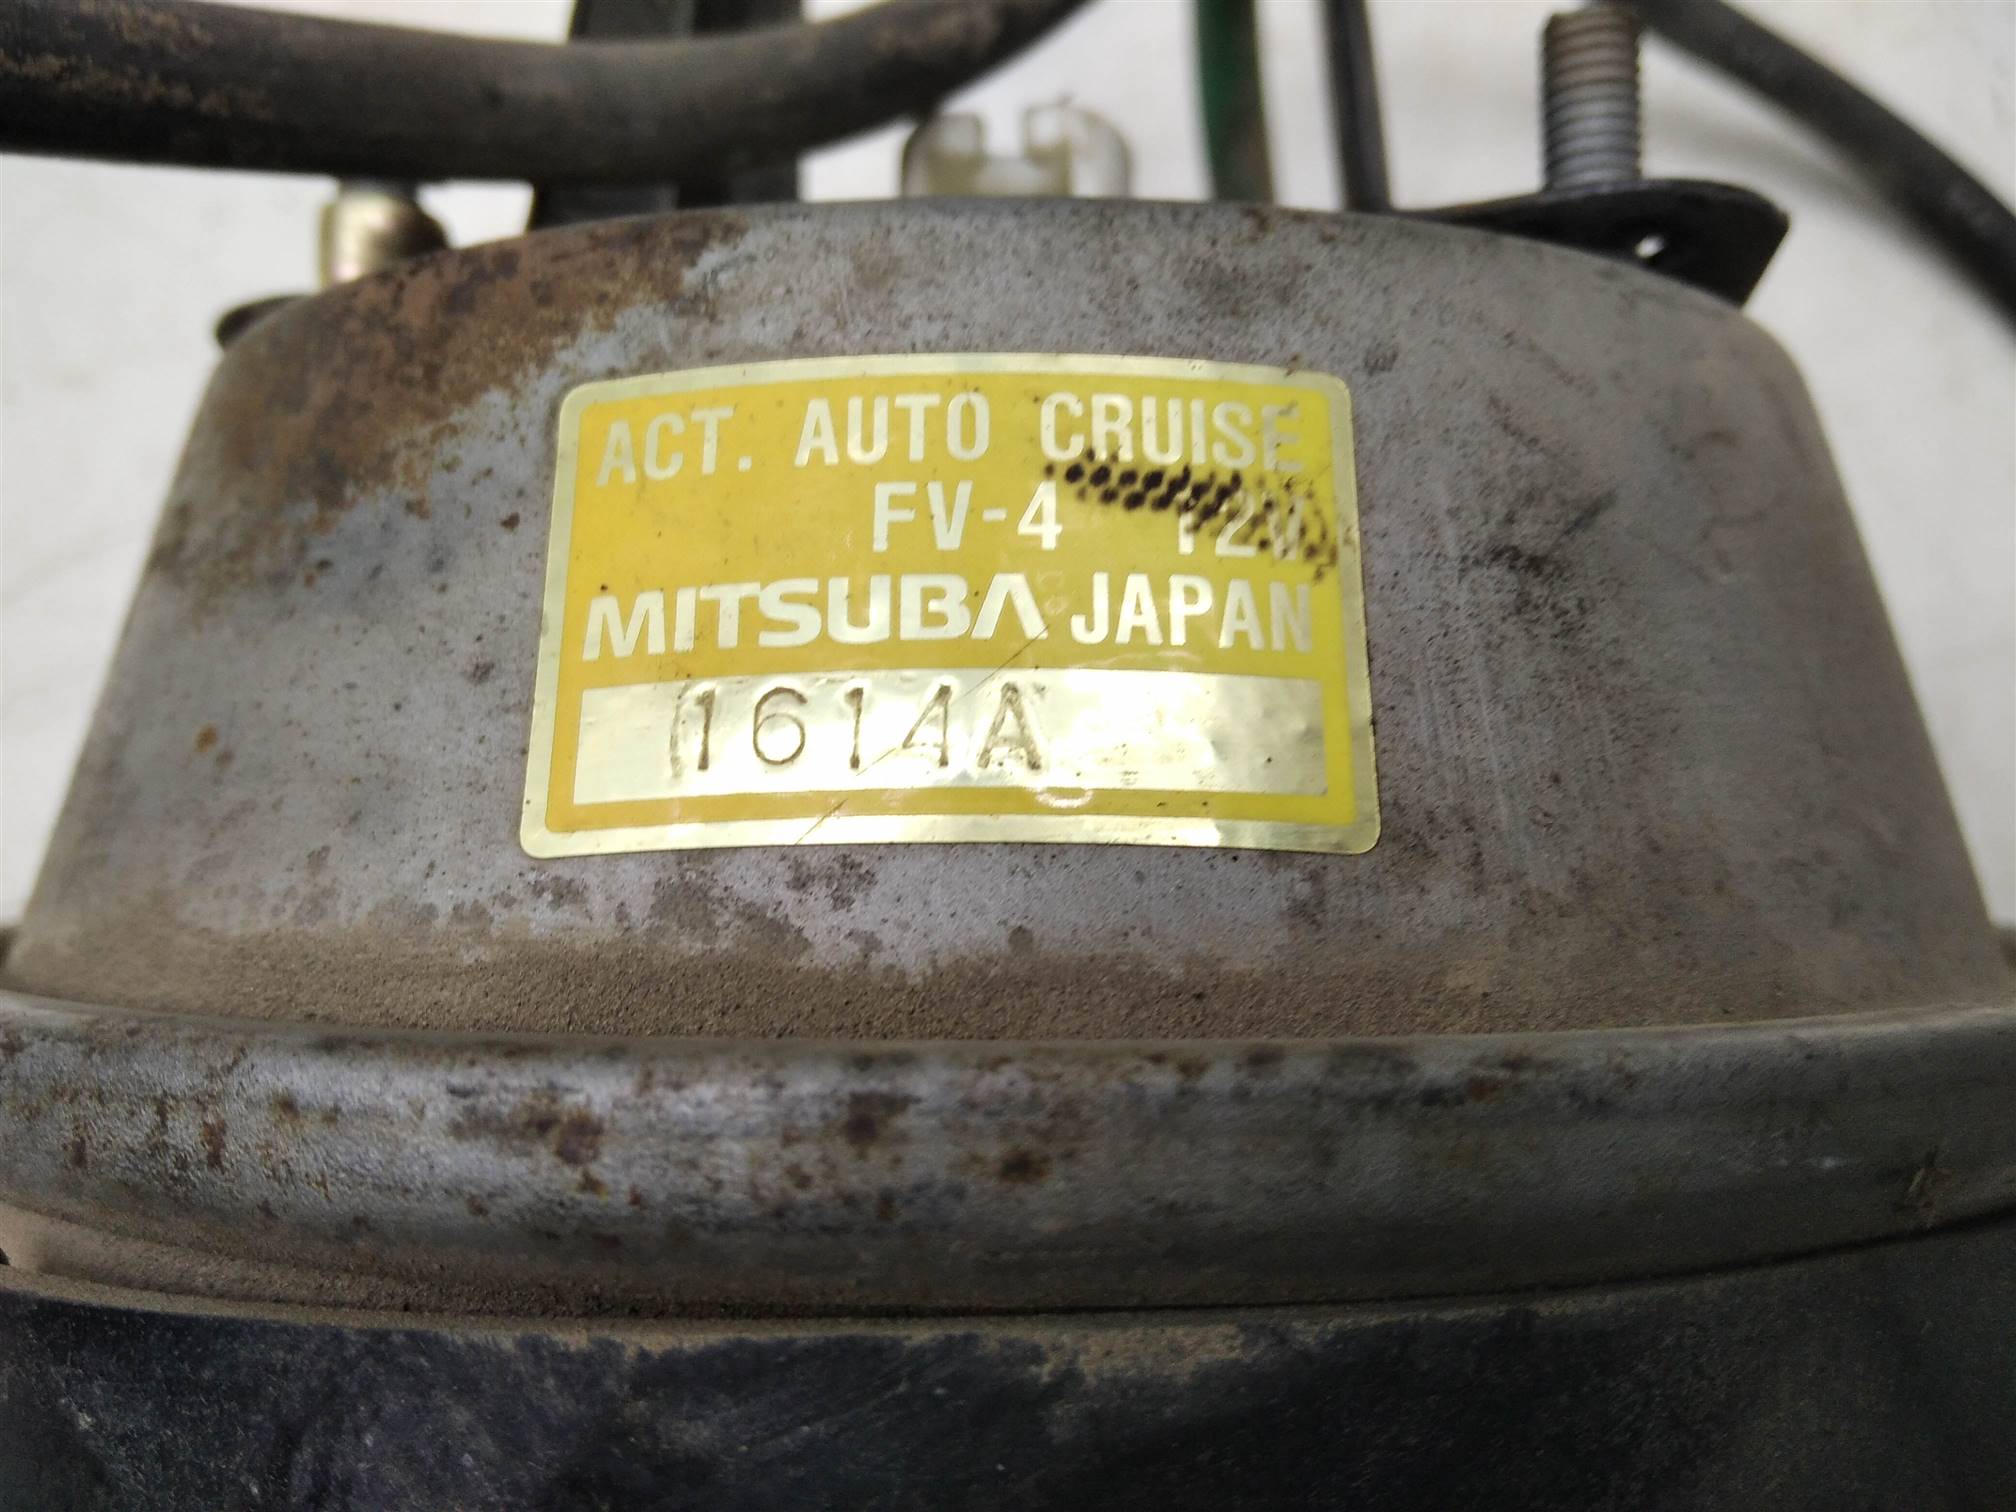 ACT. AUTO CRUISE
FV-4 12V
MITSUBA JAPAN
1614A